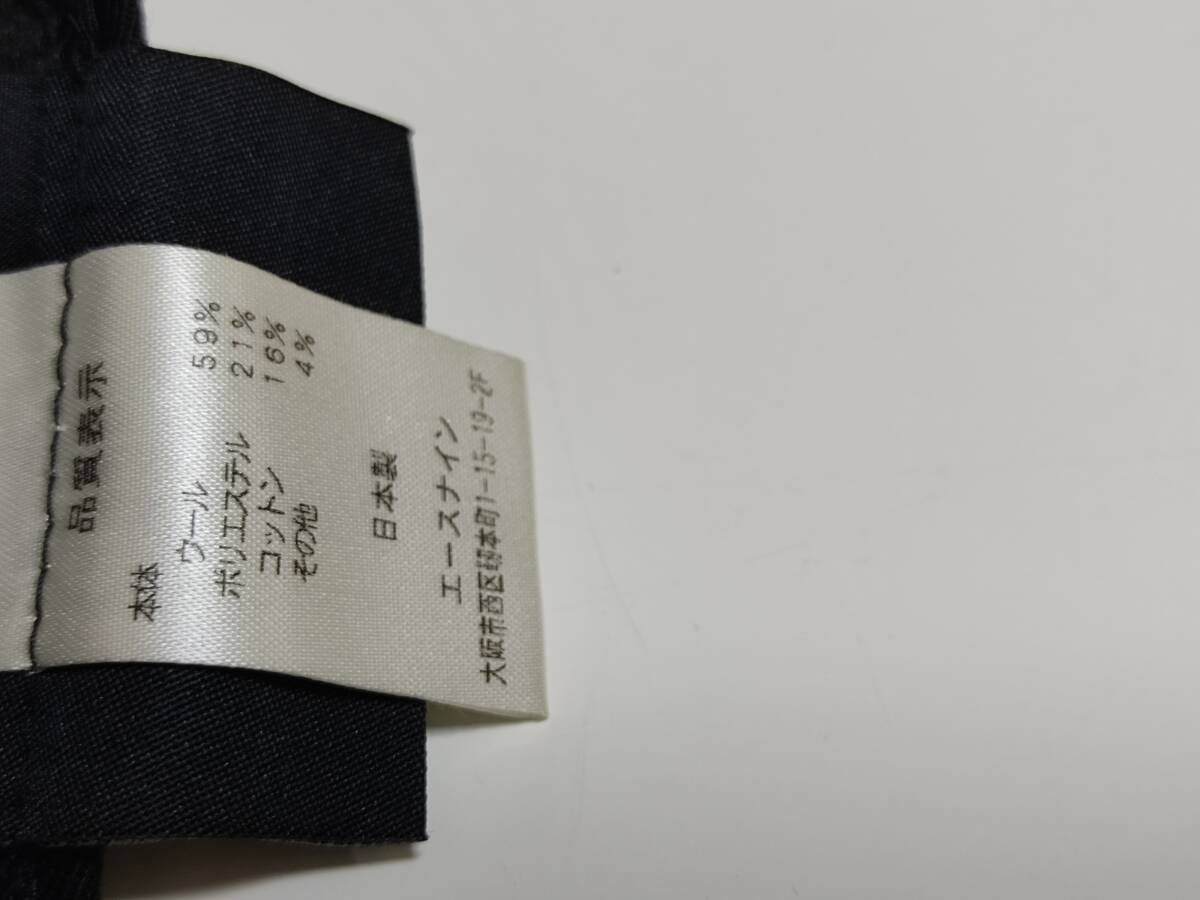 品質表示
本体
ウール 59%
ポリエステル 21%
コットン 16%
その他 4%
日本製
エースナイン
大阪市西区靱本町1-15-19-2F